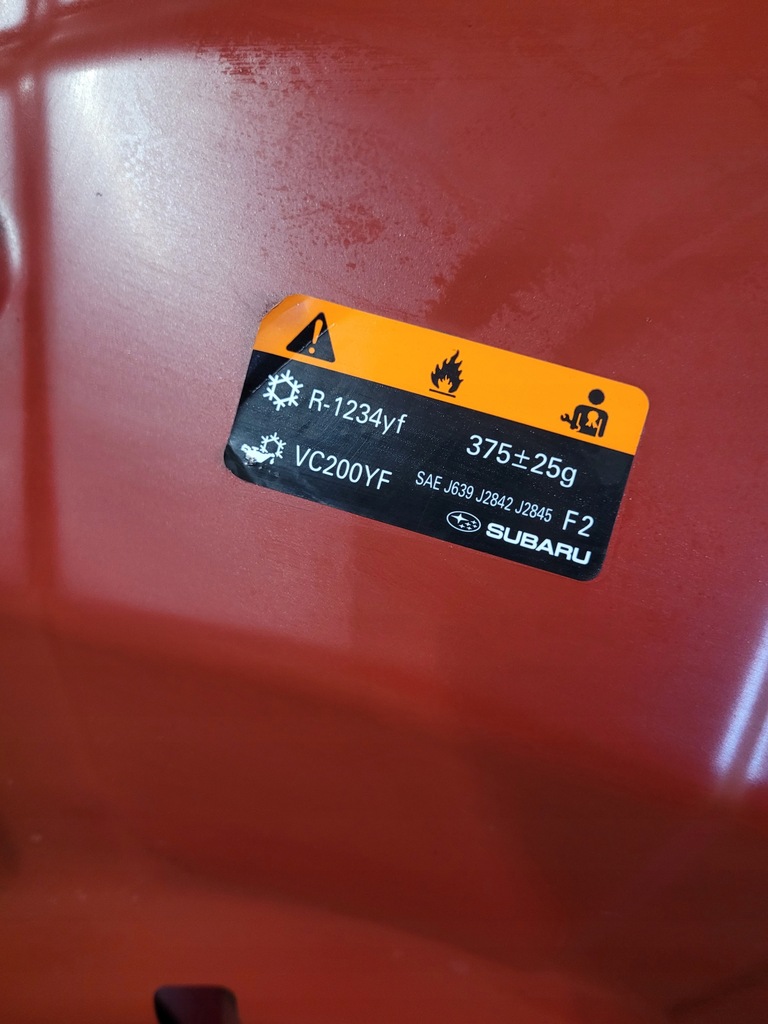 R-1234yf
375±25g
VC200YF
SAE J639 J2842 J2845 F2
SUBARU